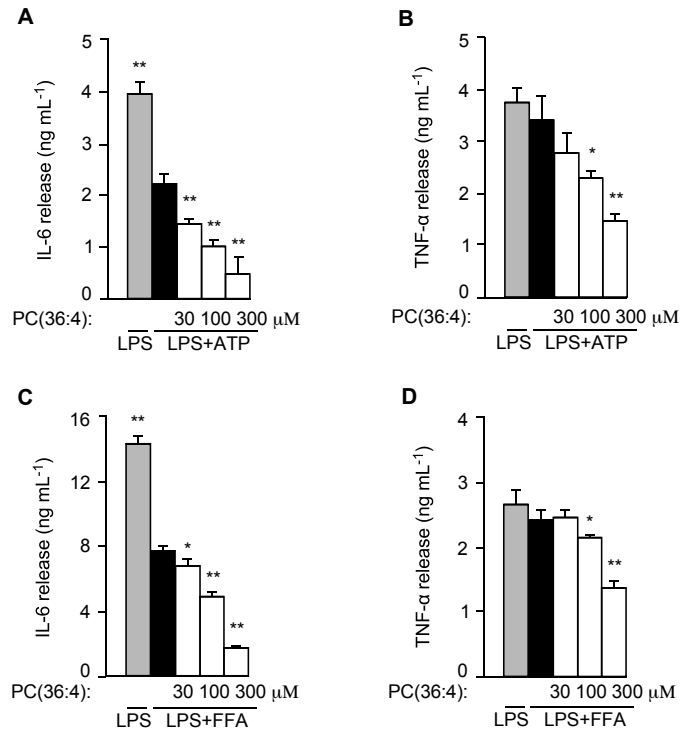 A
IL-6 release (ng mL-1)
5
4
3
2
1
0
**
**
**
**
PC(36:4): 30 100 300 μM
LPS LPS+ATP
B
TNF-α release (ng mL-1)
5
4
3
2
1
0
*
**
PC(36:4): 30 100 300 μM
LPS LPS+ATP
C
IL-6 release (ng mL-1)
16
12
8
4
0
**
*
**
**
PC(36:4): 30 100 300 μM
LPS LPS+FFA
D
TNF-α release (ng mL-1)
4
3
2
1
0
*
**
PC(36:4): 30 100 300 μM
LPS LPS+FFA